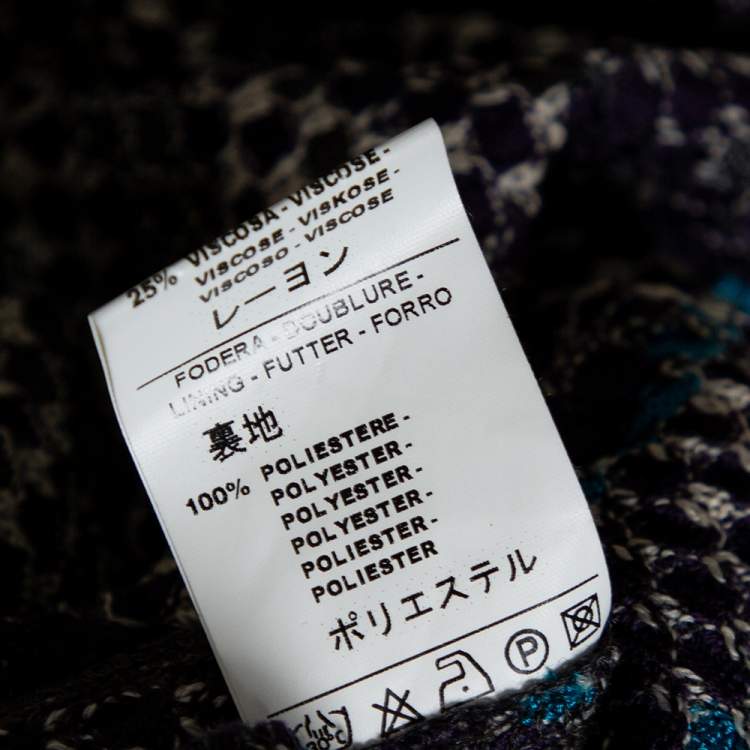 25% VISCOSA - VISCOSE -
VISCOSE - VISKOSE -
VISCOSO - VISCOSE
レーヨン
FODERA - DOUBLURE -
LINING - FUTTER - FORRO
裏地
100% POLIESTERE -
POLYESTER -
POLYESTER -
POLYESTER -
POLIESTER -
POLIESTER
ポリエステル
30°C P